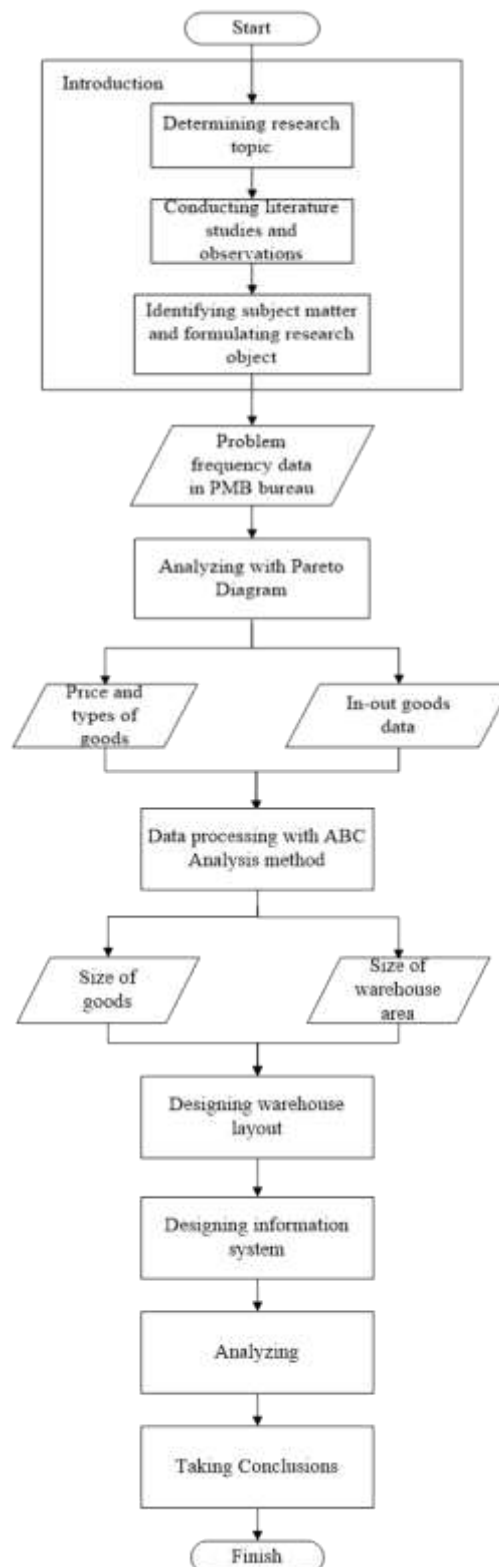 Start
Introduction
Determining research
topic
Conducting literature
studies and
observations
Identifying subject matter
and formulating research
object
Problem
frequency data
in PMB bureau
Analyzing with Pareto
Diagram
Price and
types of
goods
In-out goods
data
Data processing with ABC
Analysis method
Size of
goods
Size of
warehouse
area
Designing warehouse
layout
Designing information
system
Analyzing
Taking Conclusions
Finish